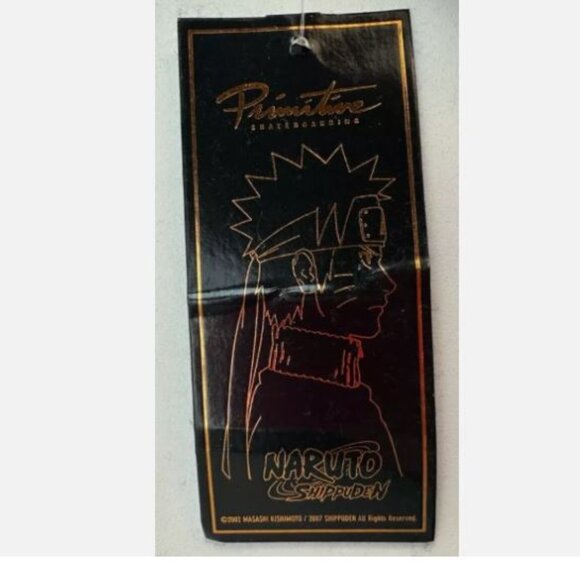 Primitive
SKATEBOARDING
NARUTO
SHIPPUDEN
©2002 MASASHI KISHIMOTO / 2007 SHIPPUDEN All Rights Reserved.